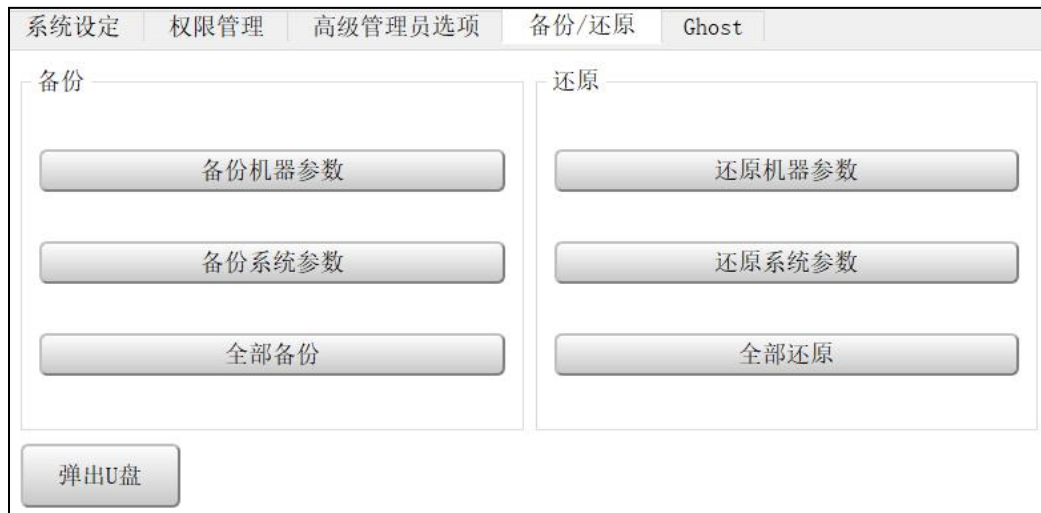 系统设定 权限管理 高级管理员选项 备份/还原 Ghost
备份 还原
备份机器参数 还原机器参数
备份系统参数 还原系统参数
全部备份 全部还原
弹出U盘